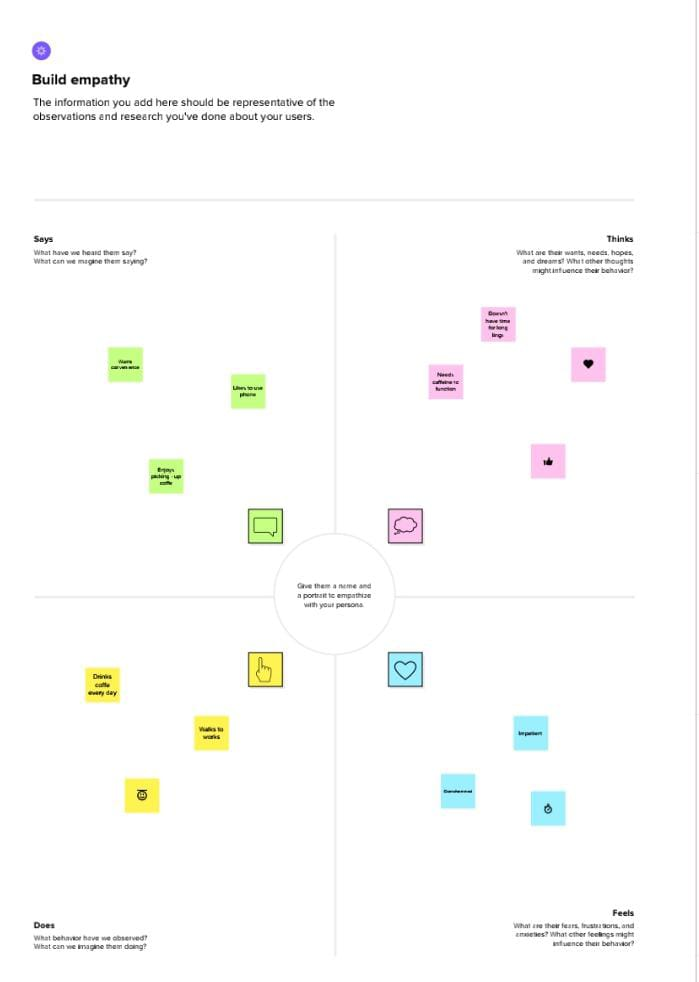 Build empathy
The information you add here should be representative of the
observations and research you've done about your users.
Says
What have we heard them say?
What can we imagine them saying?
Thinks
What are their wants, needs, hopes,
and dreams? What other thoughts
might influence their behavior?
Wants
convenience
Likes to use
phone
Enjoys
picking - up
coffe
Doesn't
have time
for long
lings
Needs
caffeine to
function
Give them a name and
a portrait to empathize
with your persona.
Drinks
coffe
every day
Walks to
works
Impatient
Does
What behavior have we observed?
What can we imagine them doing?
Feels
What are their fears, frustrations, and
anxieties? What other feelings might
influence their behavior?